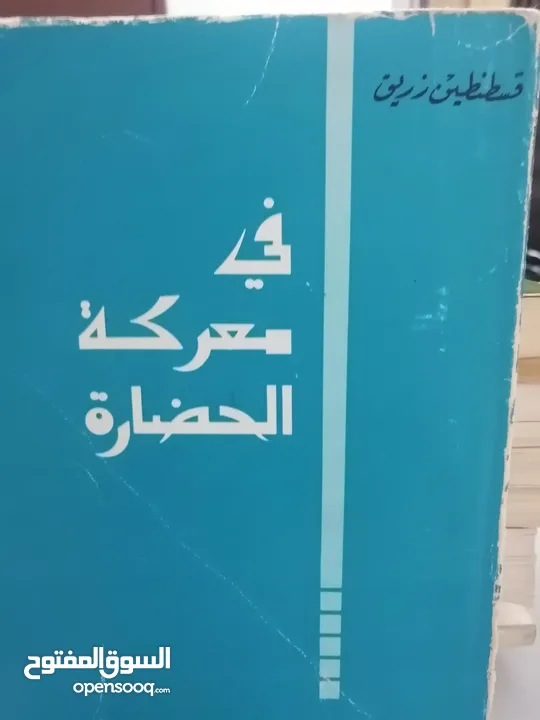 قسطنطين زريق
في
معركة
الحضارة
السوق المفتوح
opensooq.com